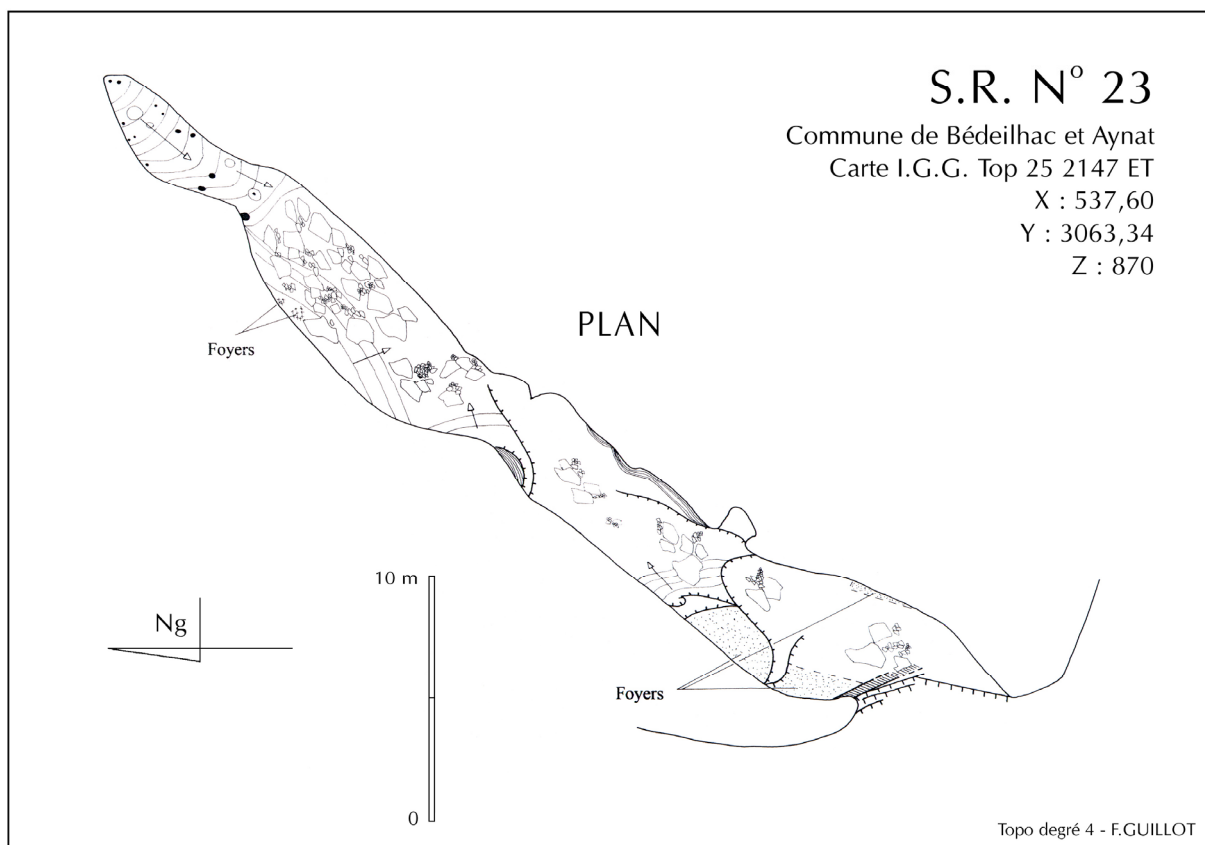 S.R. N° 23
Commune de Bédeilhac et Aynat
Carte I.G.G. Top 25 2147 ET
X : 537,60
Y : 3063,34
Z : 870
PLAN
Foyers
10 m
Ng
Foyers
0
Topo degré 4 - F.GUILLOT